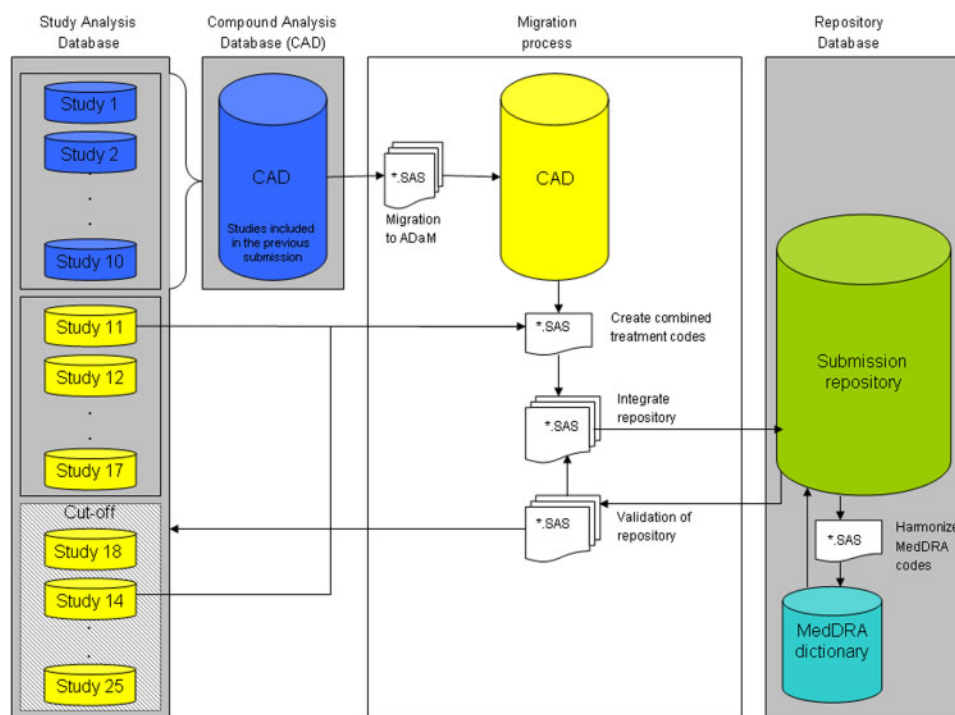 Study Analysis
Database
Compound Analysis
Database (CAD)
Migration
process
Repository
Database
Study 1
Study 2
Study 10
CAD
Studies included
in the previous
submission
*.SAS
Migration
to ADaM
CAD
Study 11
Study 12
Study 17
*.SAS
Create combined
treatment codes
*.SAS
Integrate
repository
Submission
repository
Cut-off
Study 18
Study 14
Study 25
*.SAS
Validation of
repository
*.SAS
Harmonize
MedDRA
codes
MedDRA
dictionary